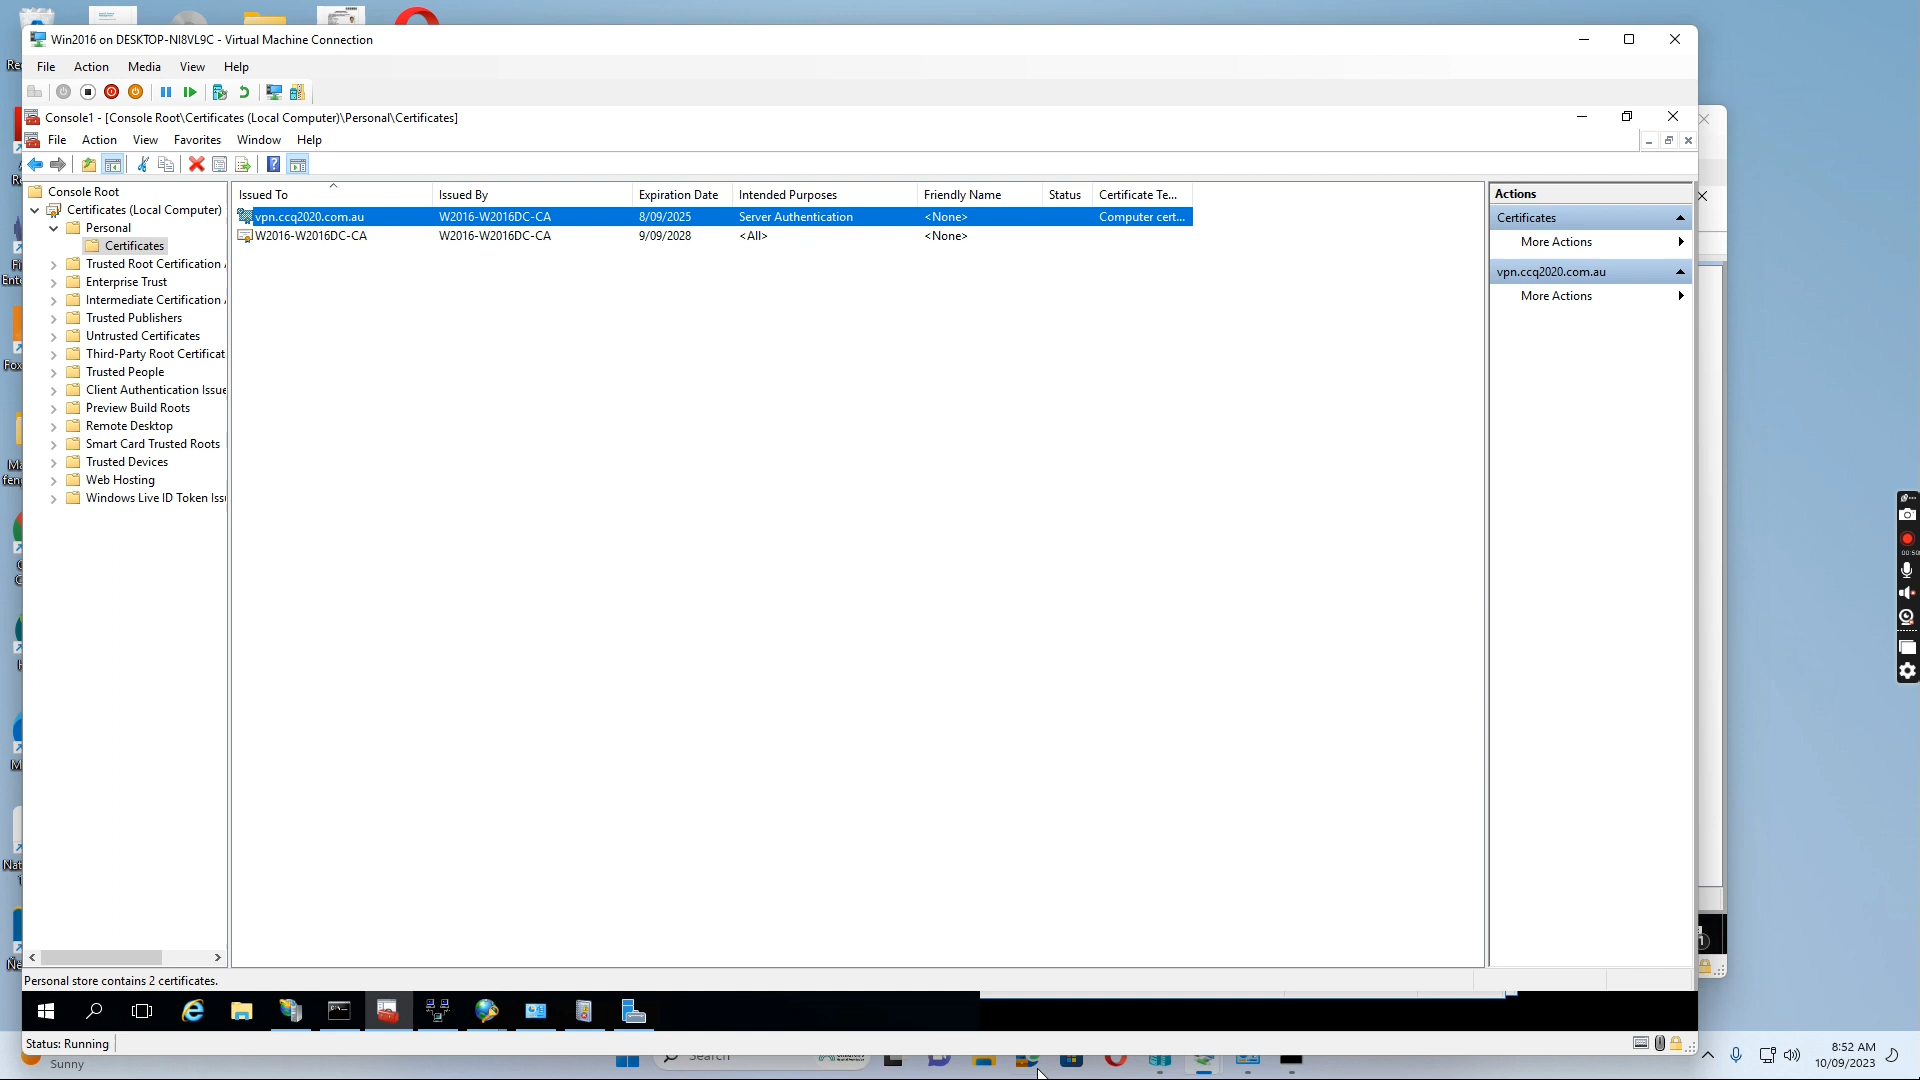 Win2016 on DESKTOP-NI8VL9C - Virtual Machine Connection
File Action Media View Help
Console1 - [Console Root\Certificates (Local Computer)\Personal\Certificates]
File Action View Favorites Window Help
Console Root
Certificates (Local Computer)
Personal
Certificates
Trusted Root Certification
Enterprise Trust
Intermediate Certification
Trusted Publishers
Untrusted Certificates
Third-Party Root Certificat
Trusted People
Client Authentication Issue
Preview Build Roots
Remote Desktop
Smart Card Trusted Roots
Trusted Devices
Web Hosting
Windows Live ID Token Issu
Issued To Issued By Expiration Date Intended Purposes Friendly Name Status Certificate Te...
vpn.ccq2020.com.au W2016-W2016DC-CA 8/09/2025 Server Authentication <None> Computer cert...
W2016-W2016DC-CA W2016-W2016DC-CA 9/09/2028 <All> <None>
Actions
Certificates
More Actions
vpn.ccq2020.com.au
More Actions
Personal store contains 2 certificates.
Status: Running
Sunny
Search
8:52 AM
10/09/2023
00:50